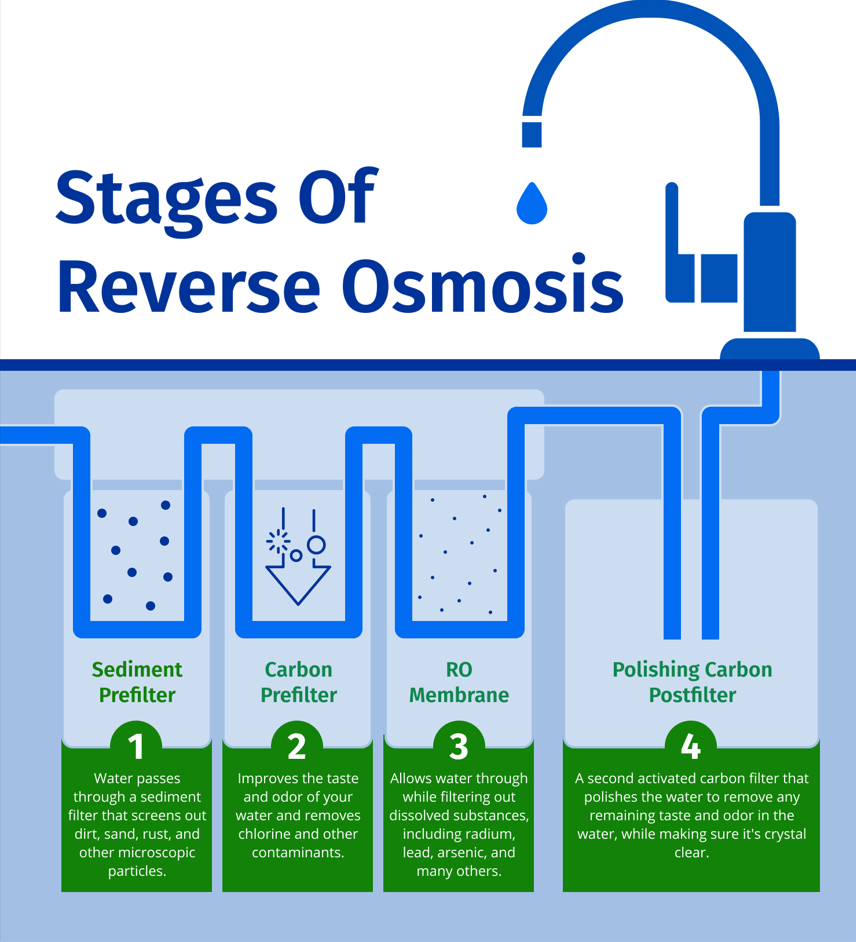 Stages Of
Reverse Osmosis
Sediment
Prefilter
1
Water passes
through a sediment
filter that screens out
dirt, sand, rust, and
other microscopic
particles.
Carbon
Prefilter
2
Improves the taste
and odor of your
water and removes
chlorine and other
contaminants.
RO
Membrane
3
Allows water through
while filtering out
dissolved substances,
including radium,
lead, arsenic, and
many others.
Polishing Carbon
Postfilter
4
A second activated carbon filter that
polishes the water to remove any
remaining taste and odor in the
water, while making sure it's crystal
clear.